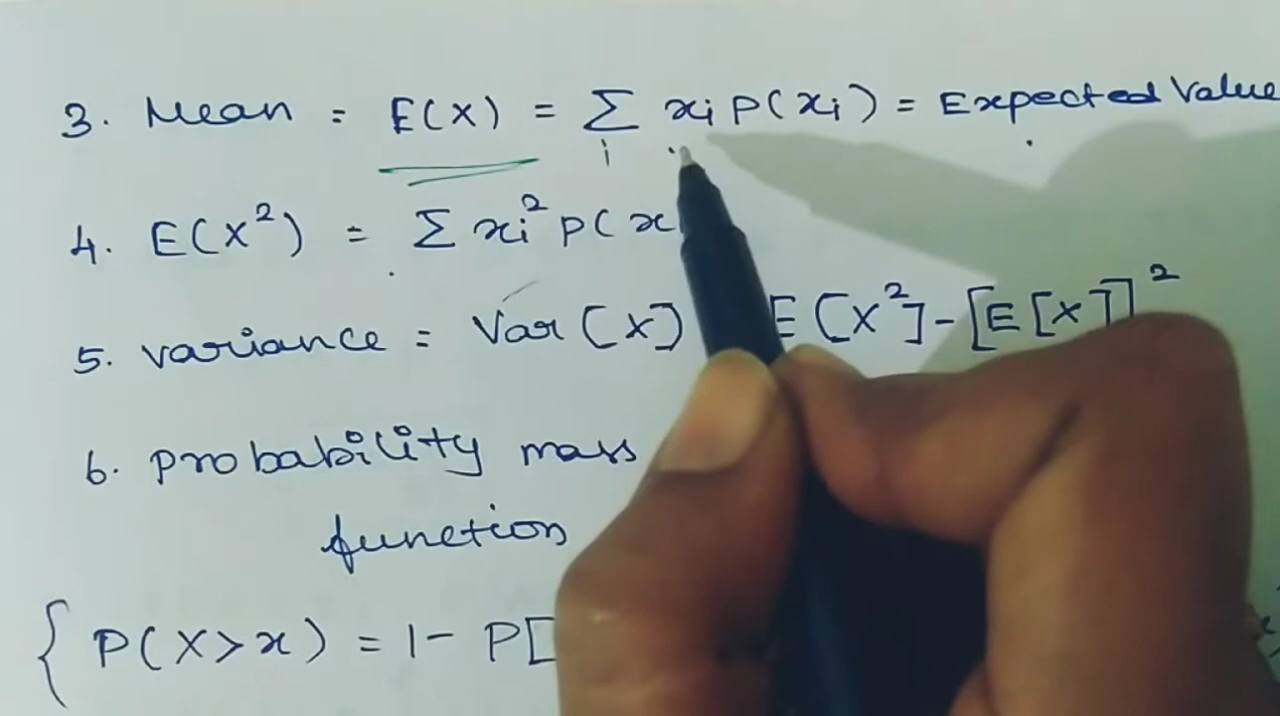 3. Mean = E(X) = Σ xi P(xi) = Expected Value
i
4. E(X²) = Σ xi² P(x
5. variance = Var [X] E[X²] - [E[X]]²
6. probability mass
function
{ P(X>x) = 1 - P[